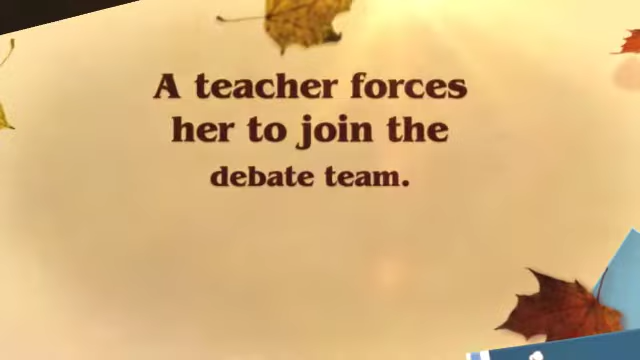 A teacher forces
her to join the
debate team.